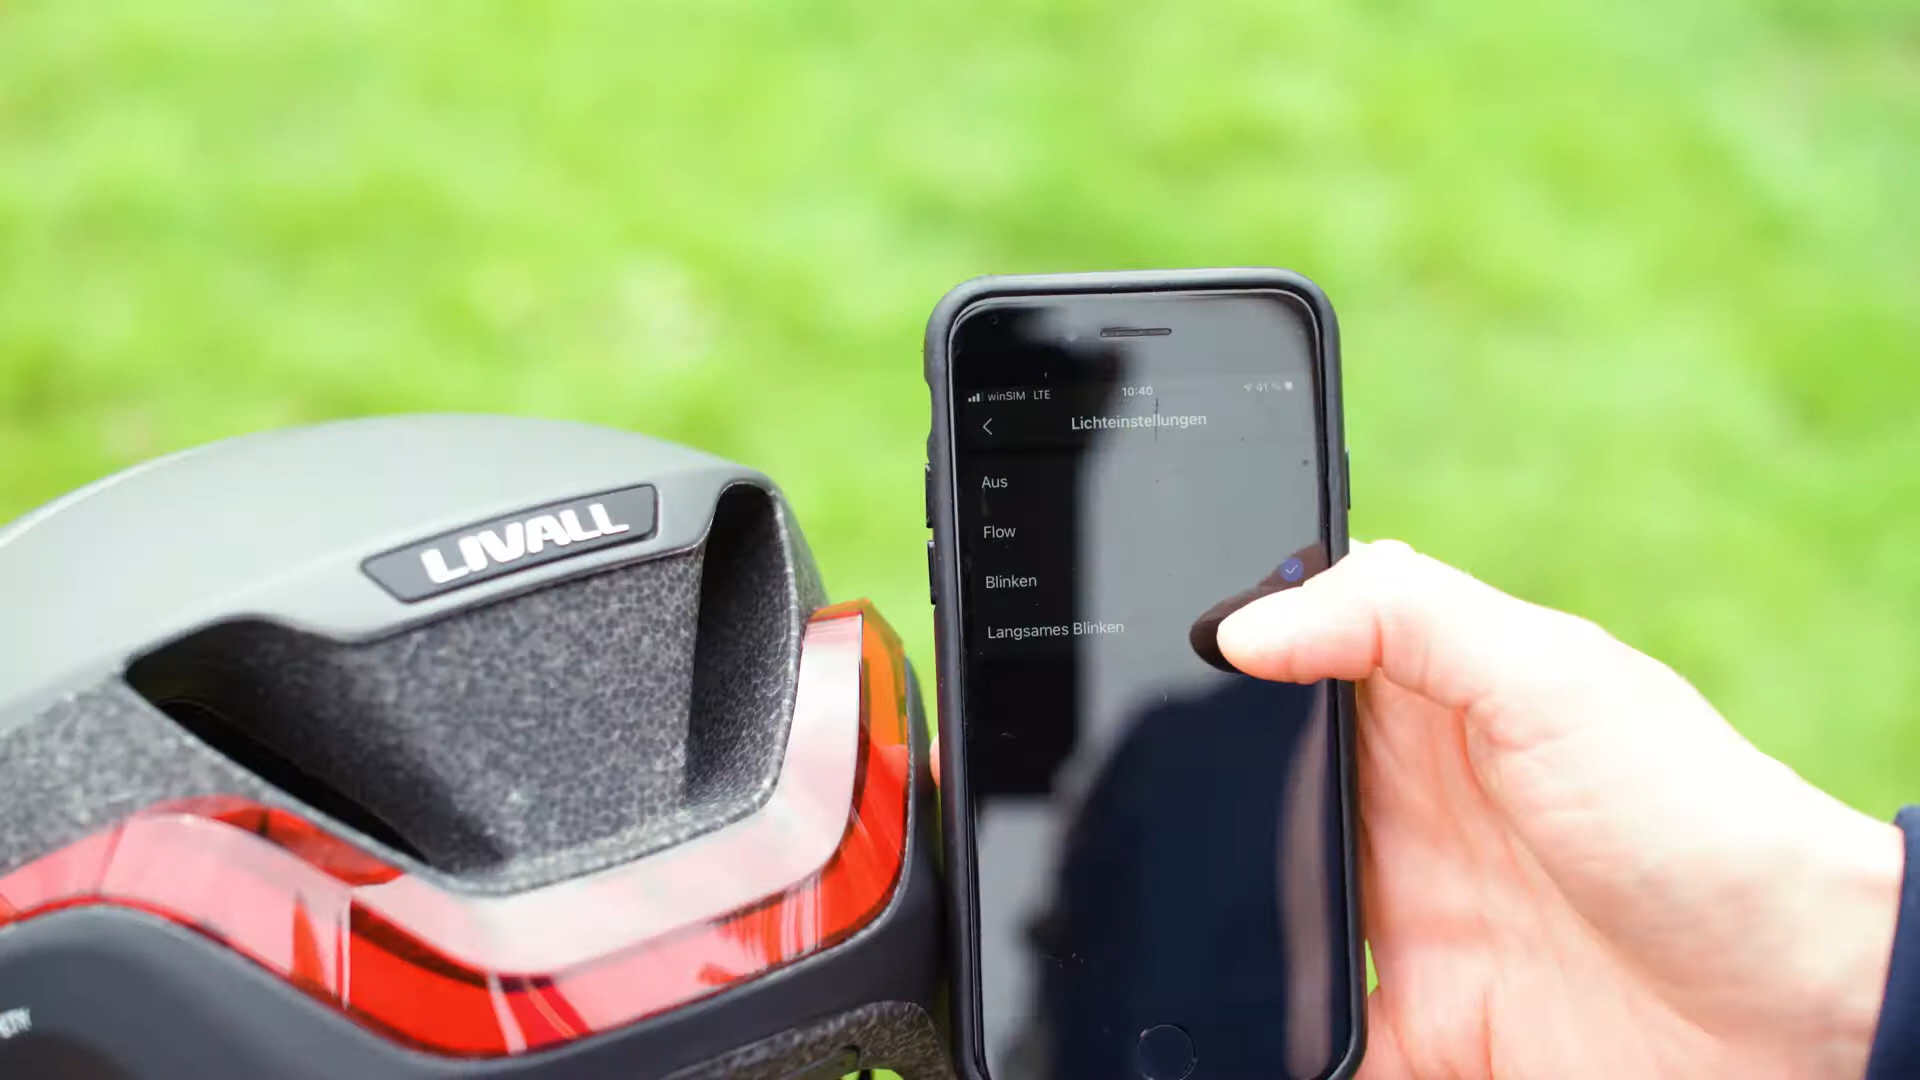 LIVALL
winSIM LTE 10:40
Lichteinstellungen
Aus
Flow
Blinken
Langsames Blinken